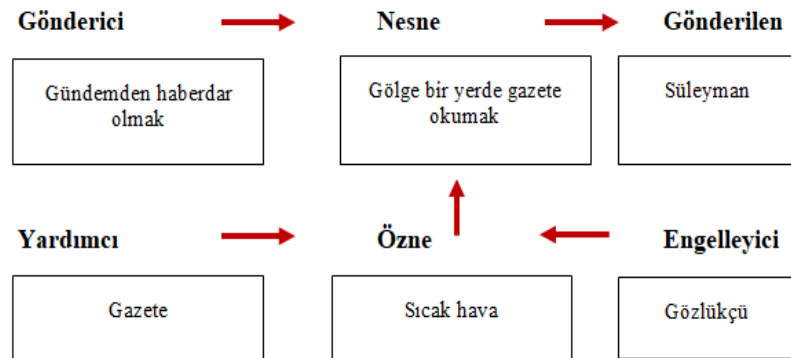 Gönderici Nesne Gönderilen
Gündemden haberdar
olmak
Gölge bir yerde gazete
okumak
Süleyman
Yardımcı Özne Engelleyici
Gazete
Sıcak hava
Gözlükçü